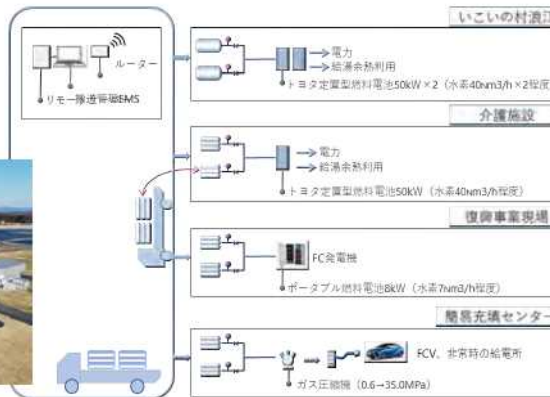 いこいの村浪江
ルーター
リモート隊遊管理EMS
電力
給湯余熱利用
トヨタ定置型燃料電池50kW×2（水素40Nm3/h×2程度
介護施設
電力
給湯余熱利用
トヨタ定置型燃料電池50kW（水素40Nm3/h程度）
復興事業現場
FC発電機
ポータブル燃料電池8kW（水素7Nm3/h程度）
簡易充填センター
FCV、非常時の給電所
ガス圧縮機（0.6→35.0MPa）